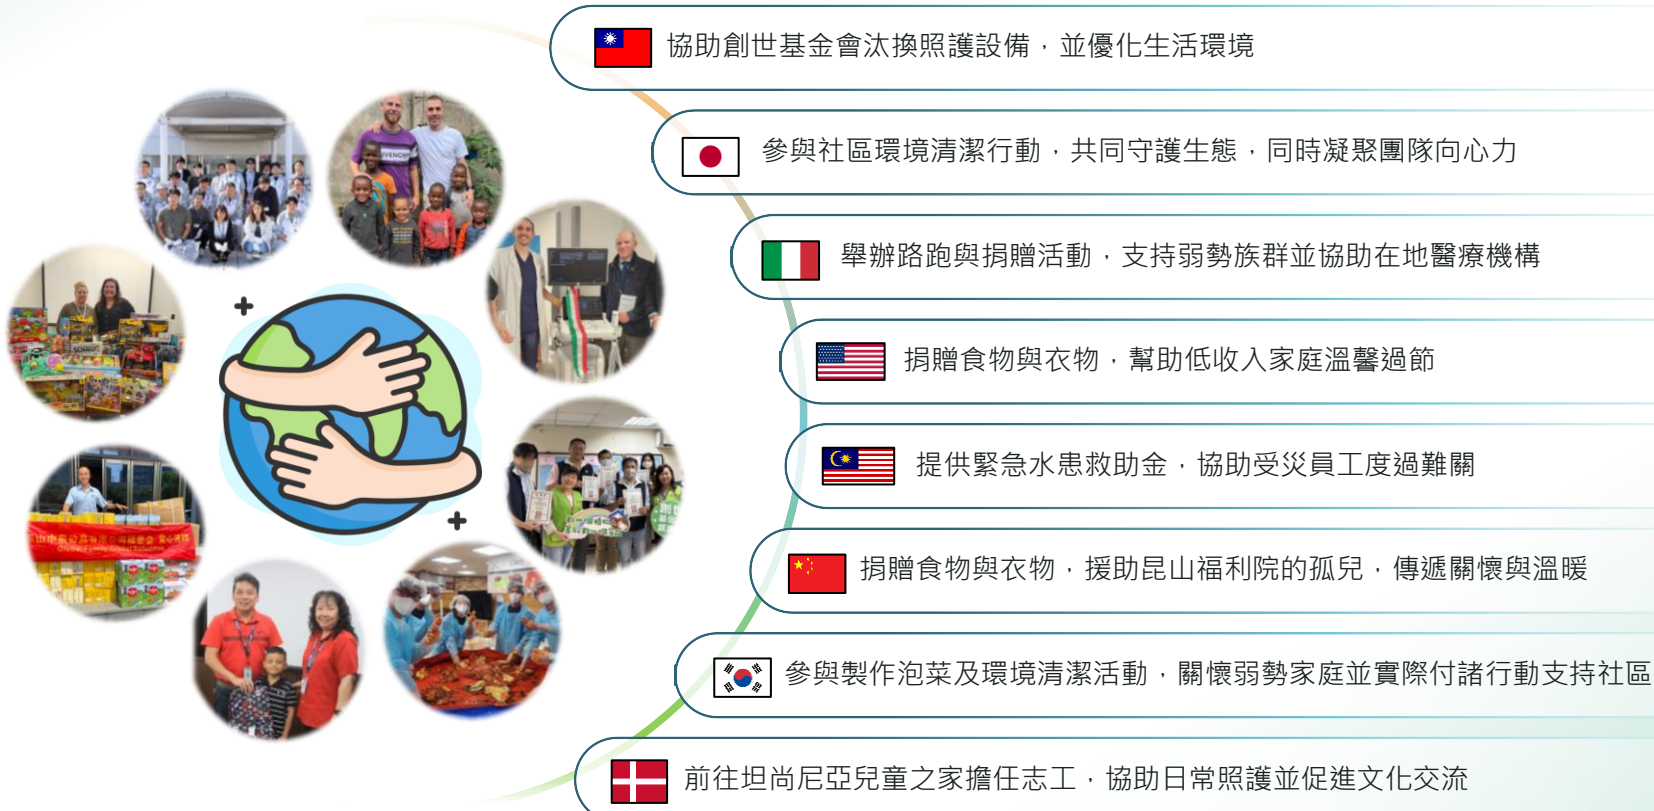 協助創世基金會汰換照護設備，並優化生活環境
參與社區環境清潔行動，共同守護生態，同時凝聚團隊向心力
舉辦路跑與捐贈活動，支持弱勢族群並協助在地醫療機構
捐贈食物與衣物，幫助低收入家庭溫馨過節
提供緊急水患救助金，協助受災員工度過難關
捐贈食物與衣物，援助昆山福利院的孤兒，傳遞關懷與溫暖
參與製作泡菜及環境清潔活動，關懷弱勢家庭並實際付諸行動支持社區
前往坦尚尼亞兒童之家擔任志工，協助日常照護並促進文化交流